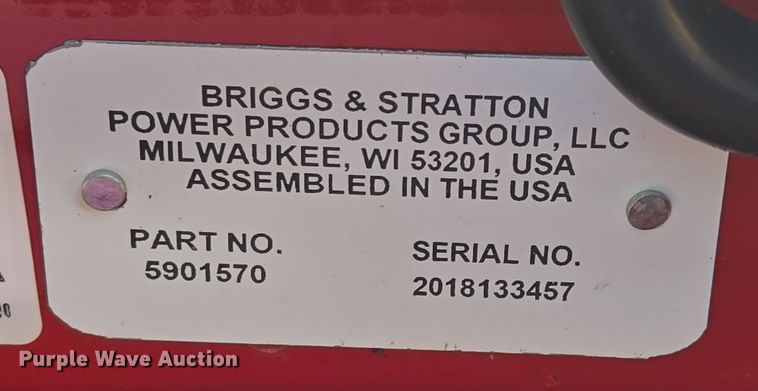 BRIGGS & STRATTON
POWER PRODUCTS GROUP, LLC
MILWAUKEE, WI 53201, USA
ASSEMBLED IN THE USA
PART NO.
5901570
SERIAL NO.
2018133457
Purple Wave Auction